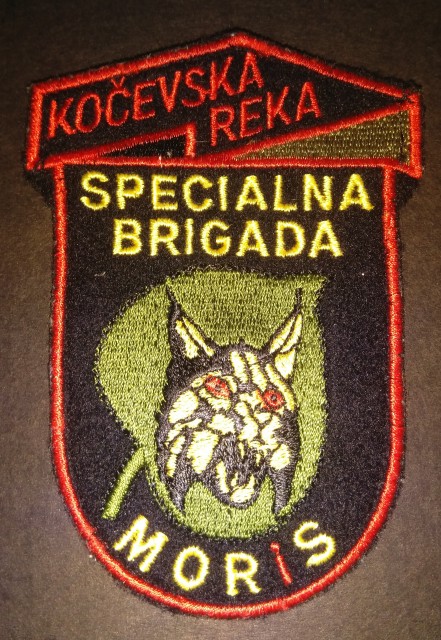 KOČEVSKA
REKA
SPECIALNA
BRIGADA
MORiS